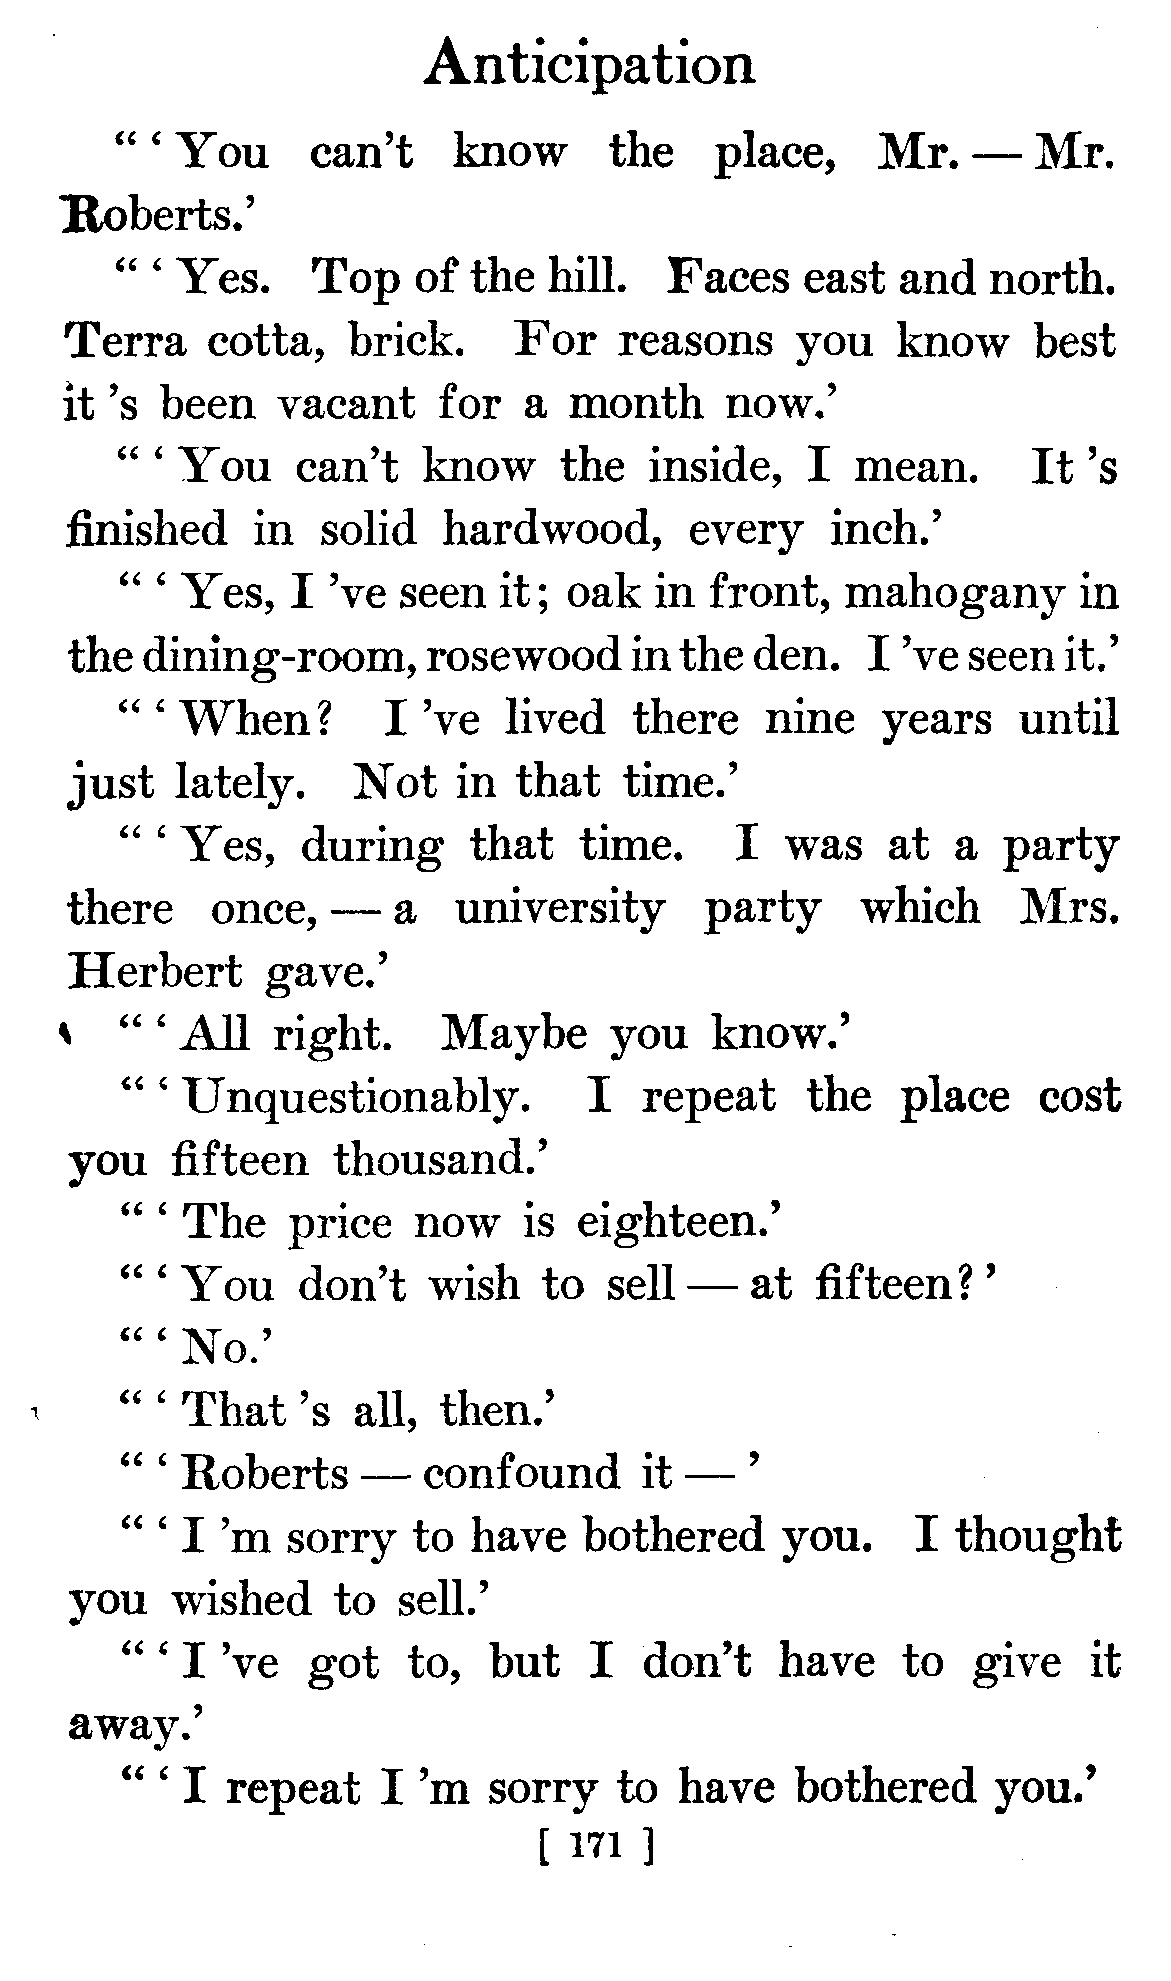 Anticipation
“ ‘ You can't know the place, Mr. — Mr.
Roberts.’
“ ‘ Yes. Top of the hill. Faces east and north.
Terra cotta, brick. For reasons you know best
it ’s been vacant for a month now.’
“ ‘ You can’t know the inside, I mean. It ’s
finished in solid hardwood, every inch.’
“ ‘ Yes, I ’ve seen it; oak in front, mahogany in
the dining-room, rosewood in the den. I ’ve seen it.’
“ ‘ When? I ’ve lived there nine years until
just lately. Not in that time.’
“ ‘ Yes, during that time. I was at a party
there once, — a university party which Mrs.
Herbert gave.’
“ ‘ All right. Maybe you know.’
“ ‘ Unquestionably. I repeat the place cost
you fifteen thousand.’
“ ‘ The price now is eighteen.’
“ ‘ You don’t wish to sell — at fifteen? ’
“ ‘ No.’
“ ‘ That ’s all, then.’
“ ‘ Roberts — confound it — ’
“ ‘ I ’m sorry to have bothered you. I thought
you wished to sell.’
“ ‘ I ’ve got to, but I don’t have to give it
away.’
“ ‘ I repeat I ’m sorry to have bothered you.’
[ 171 ]